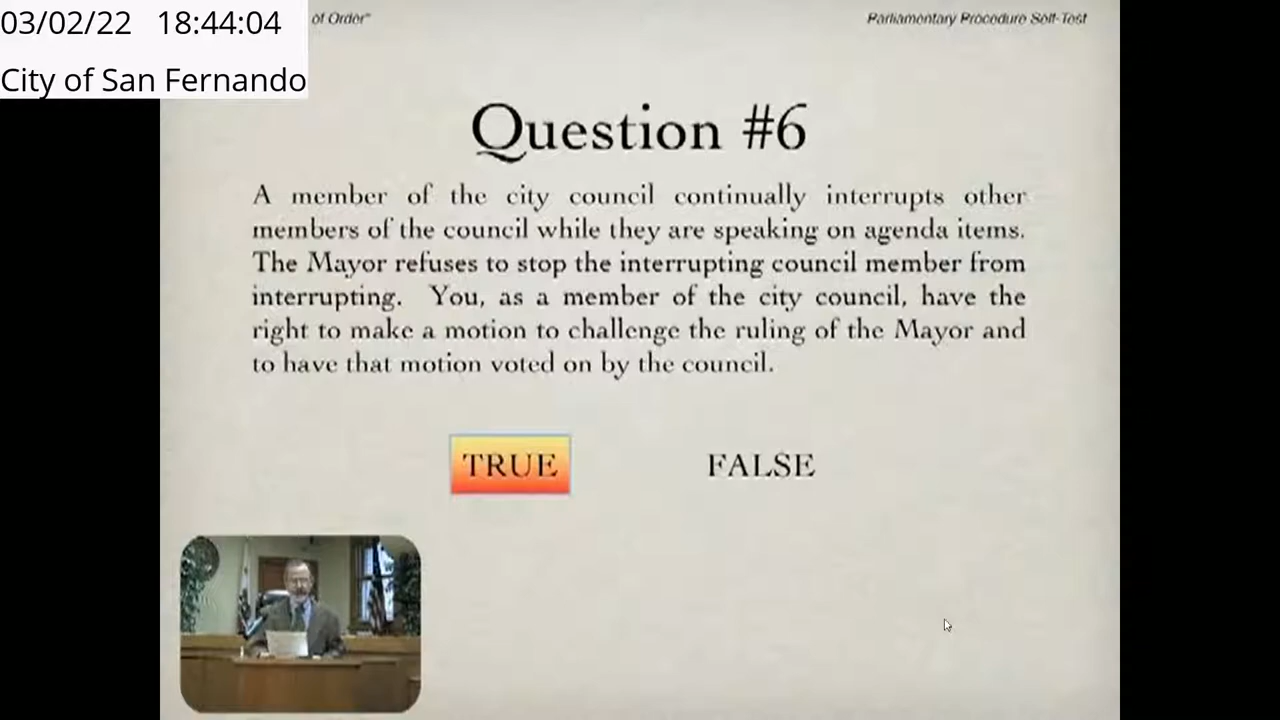 03/02/22 18:44:04
City of San Fernando
of Order"
Parliamentary Procedure Self-Test
Question #6
A member of the city council continually interrupts other
members of the council while they are speaking on agenda items.
The Mayor refuses to stop the interrupting council member from
interrupting. You, as a member of the city council, have the
right to make a motion to challenge the ruling of the Mayor and
to have that motion voted on by the council.
TRUE FALSE